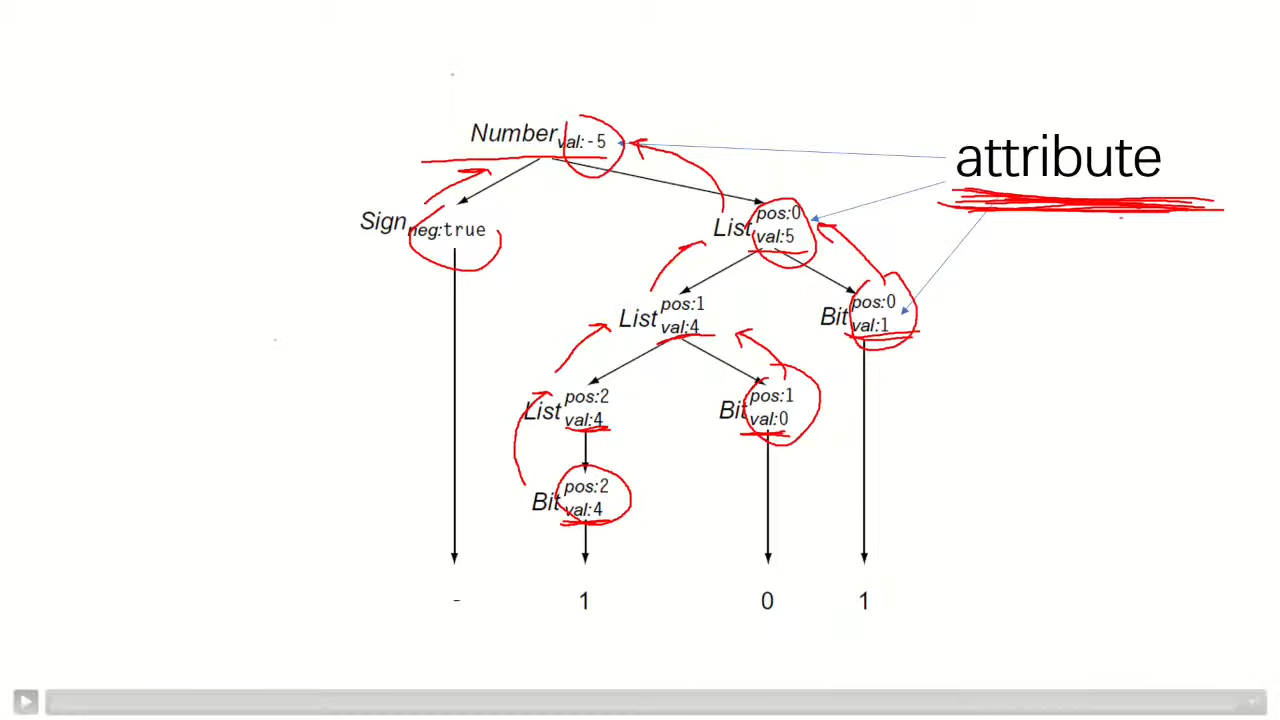 Number val:-5
attribute
Sign neg:true
List pos:0 val:5
List pos:1 val:4
Bit pos:0 val:1
List pos:2 val:4
Bit pos:1 val:0
Bit pos:2 val:4
- 1 0 1